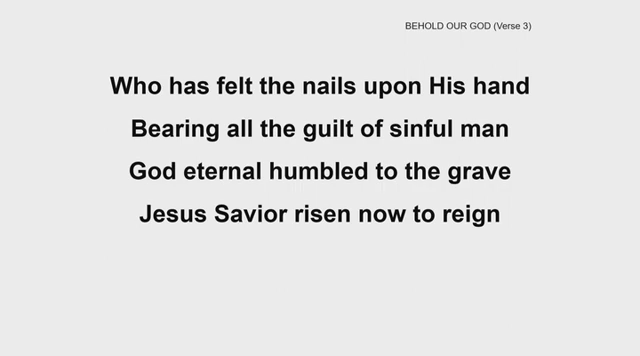 BEHOLD OUR GOD (Verse 3)
Who has felt the nails upon His hand
Bearing all the guilt of sinful man
God eternal humbled to the grave
Jesus Savior risen now to reign